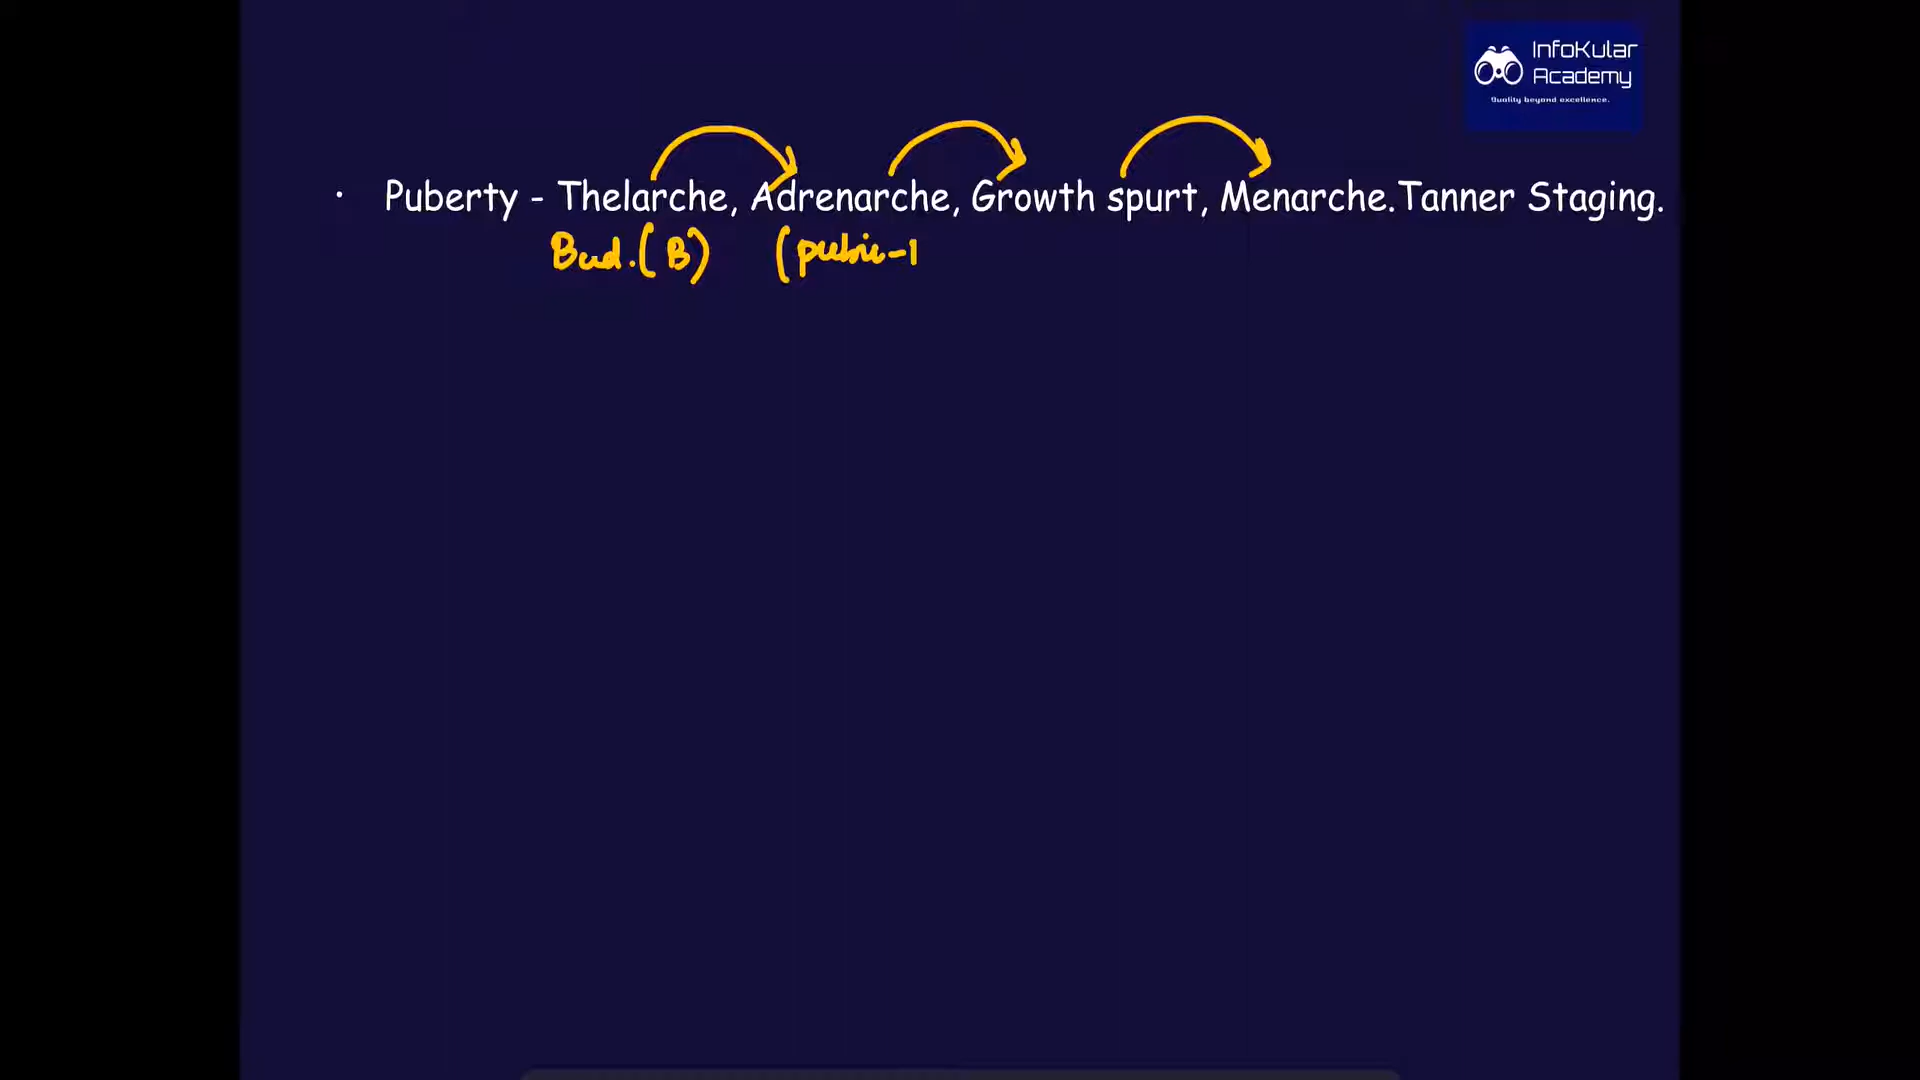 InfoKular
Academy
Quality beyond excellence.
· Puberty - Thelarche, Adrenarche, Growth spurt, Menarche.Tanner Staging.
Bud.(B) (pubic-1